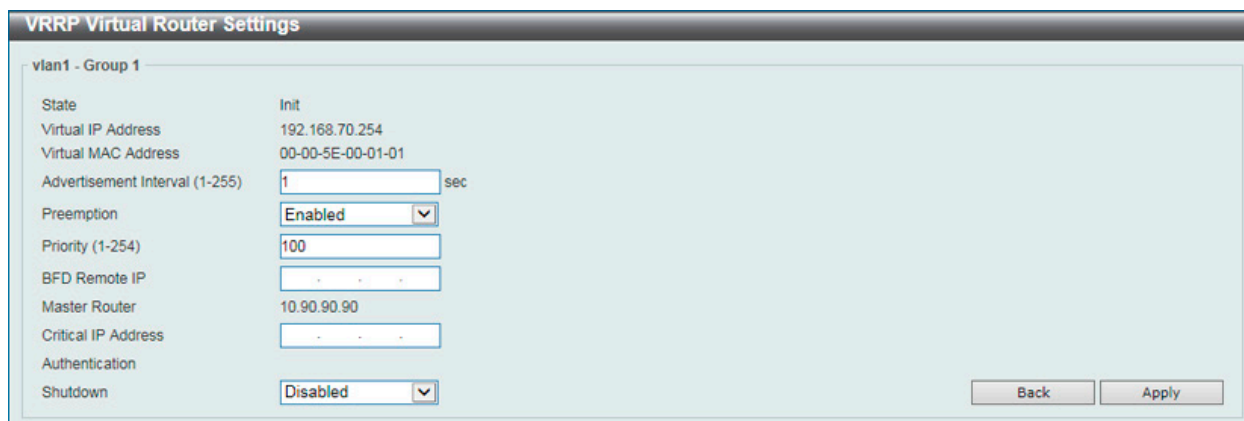 VRRP Virtual Router Settings
vlan1 - Group 1
State Init
Virtual IP Address 192.168.70.254
Virtual MAC Address 00-00-5E-00-01-01
Advertisement Interval (1-255) 1 sec
Preemption Enabled
Priority (1-254) 100
BFD Remote IP . . .
Master Router 10.90.90.90
Critical IP Address . . .
Authentication
Shutdown Disabled Back Apply